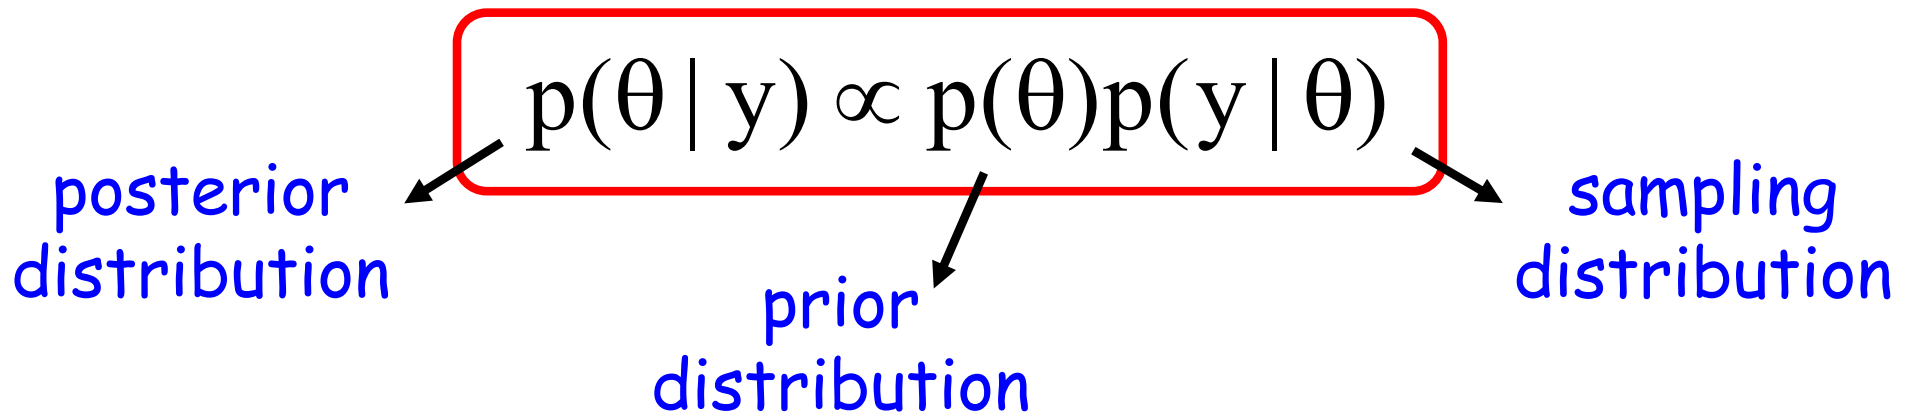 p(θ | y) ∝ p(θ)p(y | θ)
posterior
distribution
prior
distribution
sampling
distribution